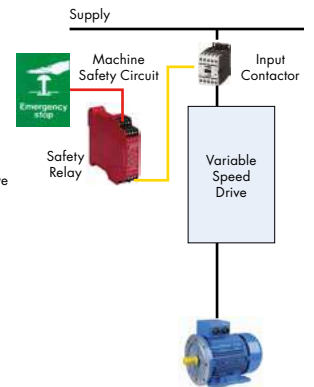 Supply
Machine
Safety Circuit
Input
Contactor
Emergency
stop
Safety
Relay
Variable
Speed
Drive